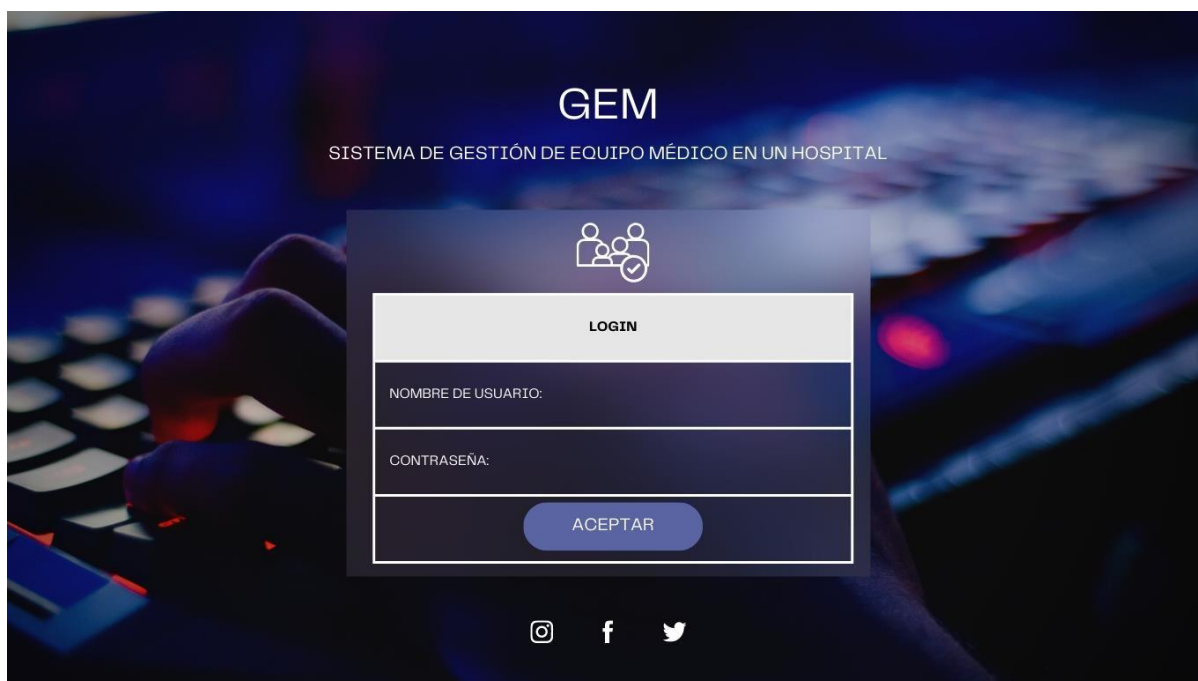 GEM
SISTEMA DE GESTIÓN DE EQUIPO MÉDICO EN UN HOSPITAL
LOGIN
NOMBRE DE USUARIO:
CONTRASEÑA:
ACEPTAR